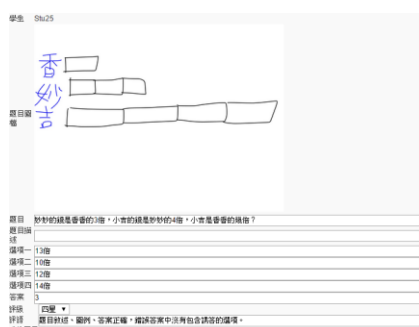 學生 Stu25
香
妙
吉
題目圖檔
題目 妙妙的錢是香香的3倍，小吉的錢是妙妙的4倍，小吉是香香的幾倍？
題目描述
選項一 13倍
選項二 10倍
選項三 12倍
選項四 14倍
答案 3
評級 四星
評語 題目敘述、圖例、答案正確，錯誤答案中沒有包含誘答的選項。